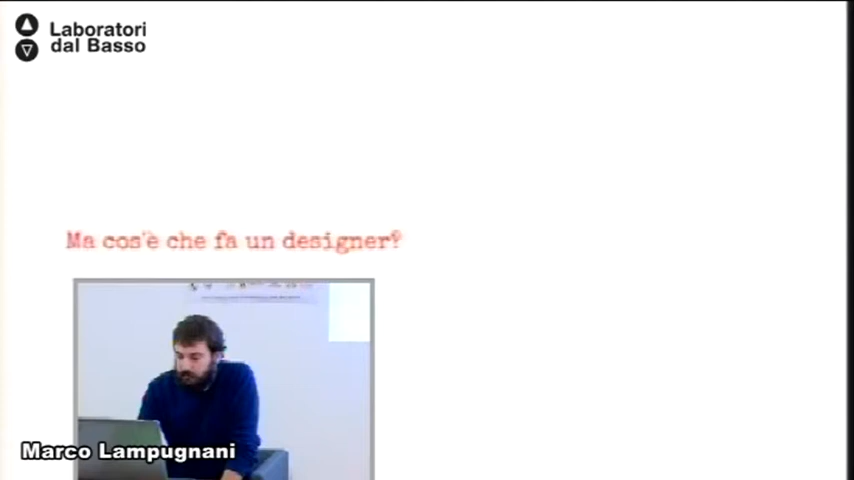 Laboratori
dal Basso
Ma cos'è che fa un designer?
Marco Lampugnani